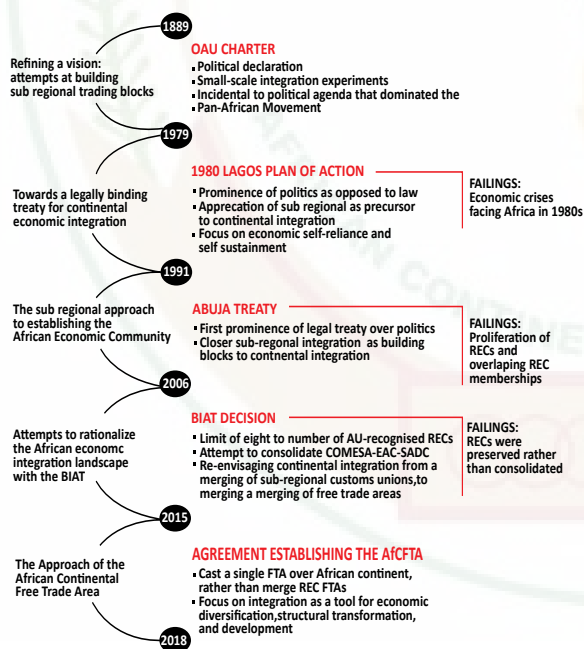 1889
Refining a vision:
attempts at building
sub regional trading blocks
OAU CHARTER
▪ Political declaration
▪ Small-scale integration experiments
▪ Incidental to political agenda that dominated the
▪ Pan-African Movement
1979
Towards a legally binding
treaty for continental
economic integration
1980 LAGOS PLAN OF ACTION
▪ Prominence of politics as opposed to law
▪ Apprecation of sub regional as precursor
to continental integration
▪ Focus on economic self-reliance and
self sustainment
FAILINGS:
Economic crises
facing Africa in 1980s
1991
The sub regional approach
to establishing the
African Economic Community
ABUJA TREATY
▪ First prominence of legal treaty over politics
▪ Closer sub-regonal integration as building
blocks to contnental integration
FAILINGS:
Proliferation of
RECs and
overlaping REC
memberships
2006
Attempts to rationalize
the African economc
integration landscape
with the BIAT
BIAT DECISION
▪ Limit of eight to number of AU-recognised RECs
▪ Attempt to consolidate COMESA-EAC-SADC
▪ Re-envisaging continental integration from a
merging of sub-regional customs unions,to
merging a merging of free trade areas
FAILINGS:
RECs were
preserved rather
than consolidated
2015
The Approach of the
African Continental
Free Trade Area
AGREEMENT ESTABLISHING THE AfCFTA
▪ Cast a single FTA over African continent,
rather than merge REC FTAs
▪ Focus on integration as a tool for economic
diversification,structural transformation,
and development
2018